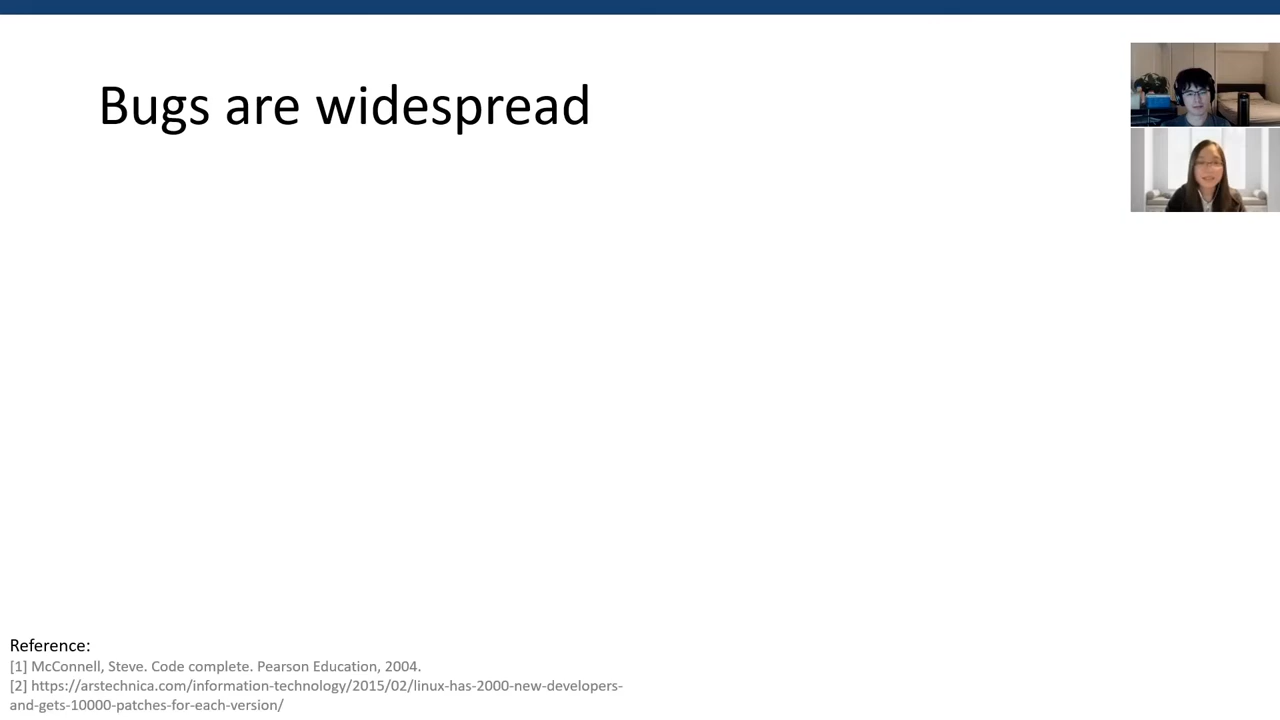 Bugs are widespread
Reference:
[1] McConnell, Steve. Code complete. Pearson Education, 2004.
[2] https://arstechnica.com/information-technology/2015/02/linux-has-2000-new-developers-
and-gets-10000-patches-for-each-version/